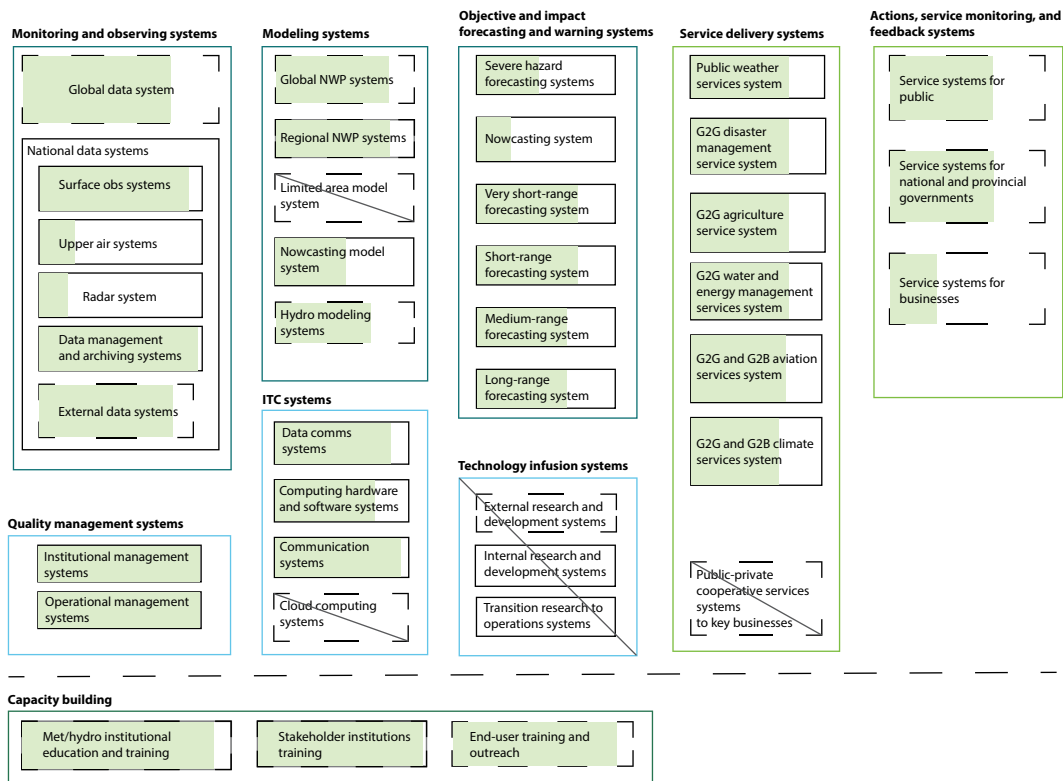 Monitoring and observing systems
Global data system
National data systems
Surface obs systems
Upper air systems
Radar system
Data management
and archiving systems
External data systems
Quality management systems
Institutional management
systems
Operational management
systems
Modeling systems
Global NWP systems
Regional NWP systems
Limited area model
system
Nowcasting model
system
Hydro modeling
systems
ITC systems
Data comms
systems
Computing hardware
and software systems
Communication
systems
Cloud computing
systems
Objective and impact
forecasting and warning systems
Severe hazard
forecasting systems
Nowcasting system
Very short-range
forecasting system
Short-range
forecasting system
Medium-range
forecasting system
Long-range
forecasting system
Technology infusion systems
External research and
development systems
Internal research and
development systems
Transition research to
operations systems
Service delivery systems
Public weather
services system
G2G disaster
management
service system
G2G agriculture
service system
G2G water and
energy management
services system
G2G and G2B aviation
services system
G2G and G2B climate
services system
Public-private
cooperative services
systems
to key businesses
Actions, service monitoring, and
feedback systems
Service systems for
public
Service systems for
national and provincial
governments
Service systems for
businesses
Capacity building
Met/hydro institutional
education and training
Stakeholder institutions
training
End-user training and
outreach